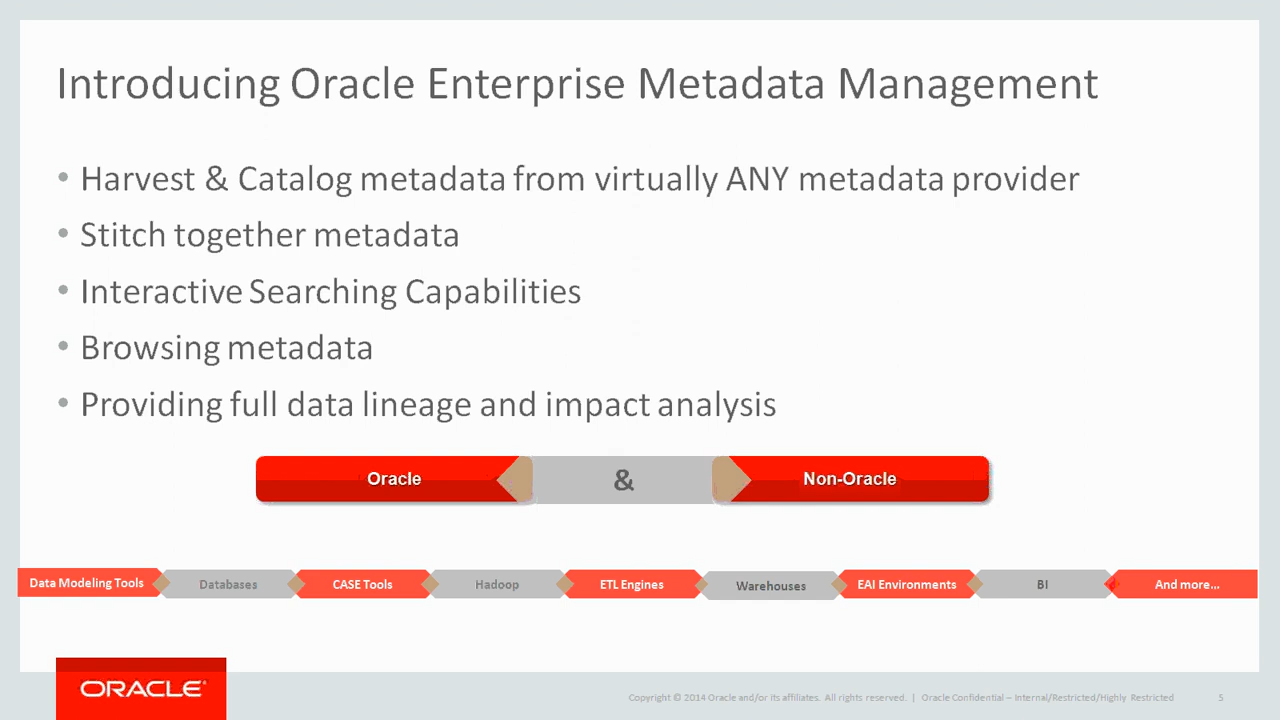 Introducing Oracle Enterprise Metadata Management
• Harvest & Catalog metadata from virtually ANY metadata provider
• Stitch together metadata
• Interactive Searching Capabilities
• Browsing metadata
• Providing full data lineage and impact analysis
Oracle & Non-Oracle
Data Modeling Tools Databases CASE Tools Hadoop ETL Engines Warehouses EAI Environments BI And more...
ORACLE®
Copyright © 2014 Oracle and/or its affiliates. All rights reserved. | Oracle Confidential – Internal/Restricted/Highly Restricted 5